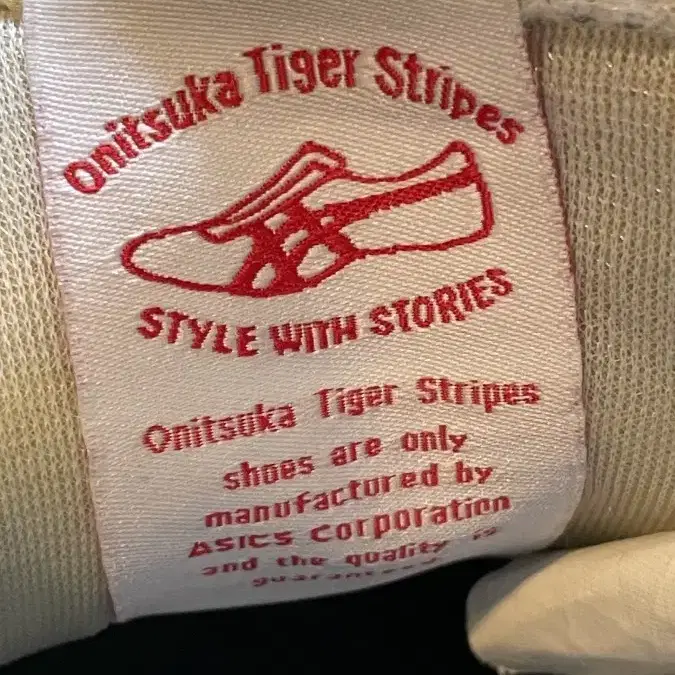 Onitsuka Tiger Stripes
STYLE WITH STORIES
Onitsuka Tiger Stripes
shoes are only
manufactured by
ASICS Corporation
and the quality is
guaranteed